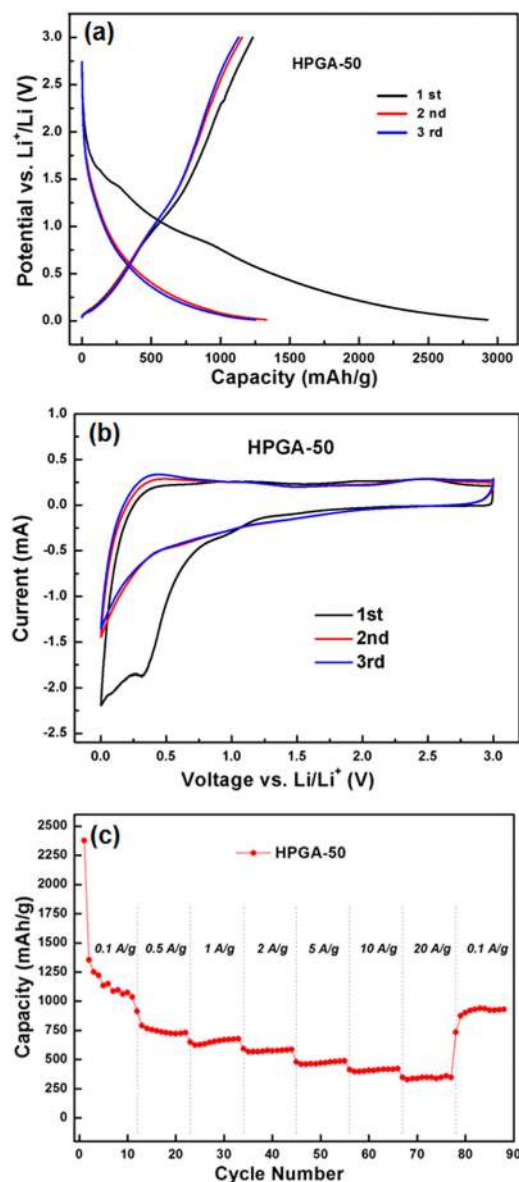 (a)
HPGA-50
1 st
2 nd
3 rd
Potential vs. Li⁺/Li (V)
3.0
2.5
2.0
1.5
1.0
0.5
0.0
0 500 1000 1500 2000 2500 3000
Capacity (mAh/g)
(b)
HPGA-50
1st
2nd
3rd
Current (mA)
1.0
0.5
0.0
-0.5
-1.0
-1.5
-2.0
-2.5
0.0 0.5 1.0 1.5 2.0 2.5 3.0
Voltage vs. Li/Li⁺ (V)
(c)
HPGA-50
0.1 A/g 0.5 A/g 1 A/g 2 A/g 5 A/g 10 A/g 20 A/g 0.1 A/g
Capacity (mAh/g)
2500
2250
2000
1750
1500
1250
1000
750
500
250
0
0 10 20 30 40 50 60 70 80 90
Cycle Number